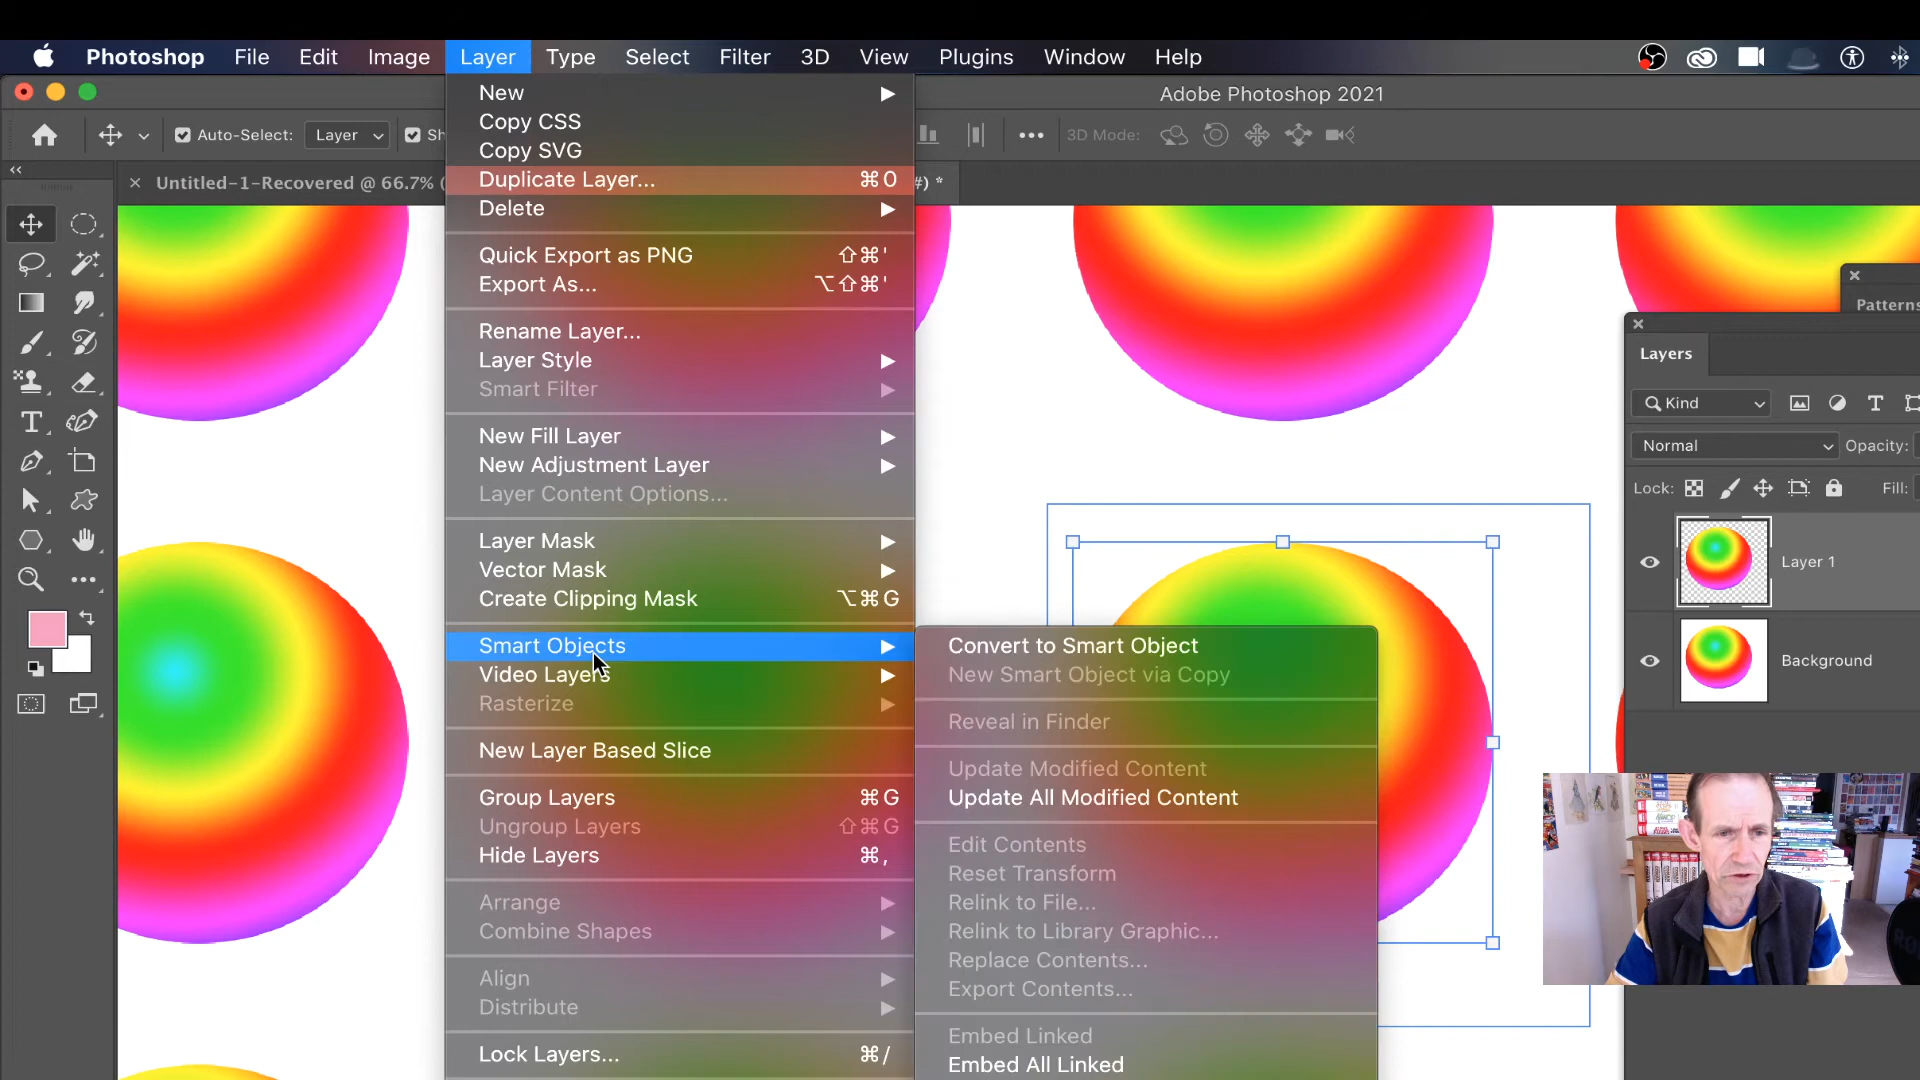 Photoshop File Edit Image Layer Type Select Filter 3D View Plugins Window Help
Adobe Photoshop 2021
Auto-Select: Layer Sh
3D Mode:
Untitled-1-Recovered @ 66.7% ( #) *
New
Copy CSS
Copy SVG
Duplicate Layer... ⌘O
Delete
Quick Export as PNG ⇧⌘'
Export As... ⌥⇧⌘'
Rename Layer...
Layer Style
Smart Filter
New Fill Layer
New Adjustment Layer
Layer Content Options...
Layer Mask
Vector Mask
Create Clipping Mask ⌥⌘G
Smart Objects
Video Layers
Rasterize
New Layer Based Slice
Group Layers ⌘G
Ungroup Layers ⇧⌘G
Hide Layers ⌘,
Arrange
Combine Shapes
Align
Distribute
Lock Layers... ⌘/
Convert to Smart Object
New Smart Object via Copy
Reveal in Finder
Update Modified Content
Update All Modified Content
Edit Contents
Reset Transform
Relink to File...
Relink to Library Graphic...
Replace Contents...
Export Contents...
Embed Linked
Embed All Linked
Patterns
Layers
Kind
Normal Opacity:
Lock: Fill:
Layer 1
Background